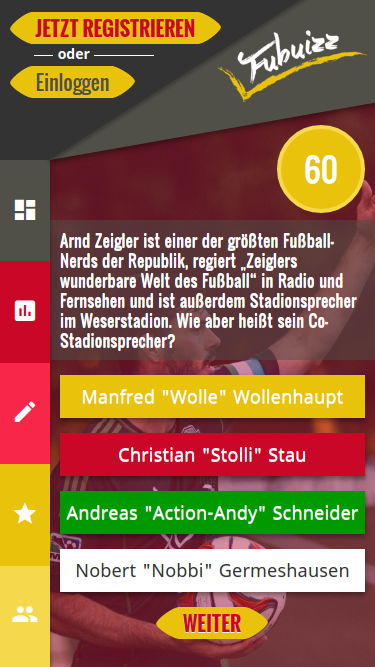 JETZT REGISTRIEREN
oder
Einloggen
Fubuizz
60
Arnd Zeigler ist einer der größten Fußball-
Nerds der Republik, regiert „Zeiglers
wunderbare Welt des Fußball“ in Radio und
Fernsehen und ist außerdem Stadionsprecher
im Weserstadion. Wie aber heißt sein Co-
Stadionsprecher?
Manfred "Wolle" Wollenhaupt
Christian "Stolli" Stau
Andreas "Action-Andy" Schneider
Nobert "Nobbi" Germeshausen
WEITER